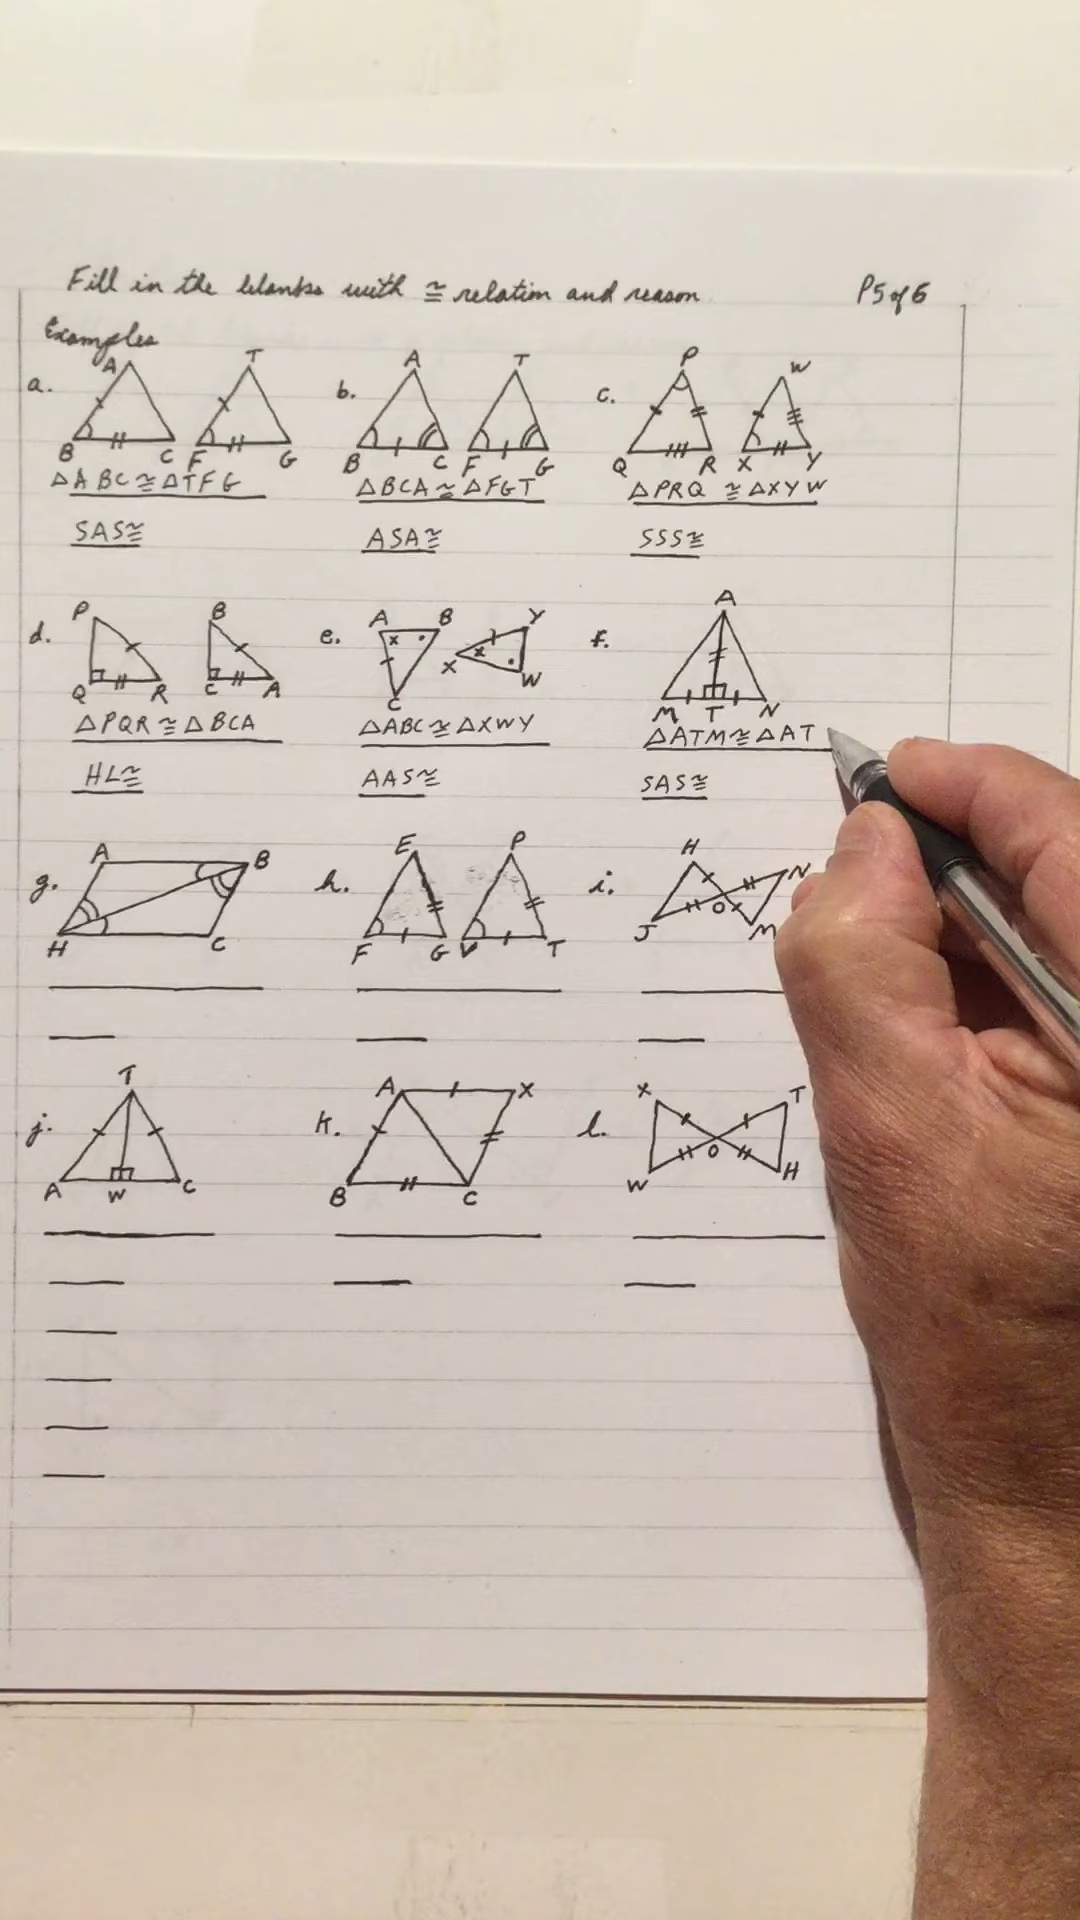 Fill in the blanks with ≅ relation and reason P5 of 6
Examples
a. A B C T F G b. A B C T F G c. P Q R W X Y
△ABC≅△TFG △BCA≅△FGT △PRQ≅△XYW
SAS≅ ASA≅ SSS≅
d. P Q R B C A e. A x B C Y x X W f. A M T N
△PQR≅△BCA △ABC≅△XWY △ATM≅△AT
HL≅ AAS≅ SAS≅
g. A B H C h. E F G P V T i. H N J O M
j. T A W C k. A X B C l. X T W O H